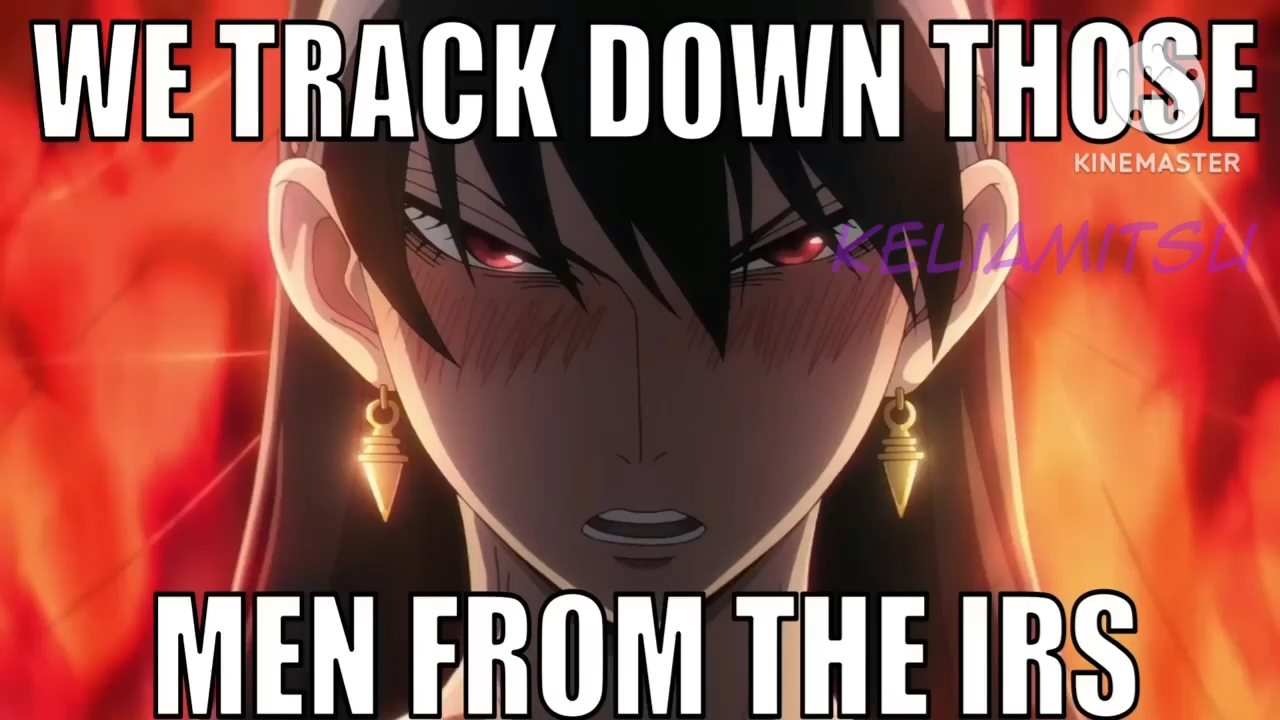 WE TRACK DOWN THOSE
KINEMASTER
KELIAMITSU
MEN FROM THE IRS